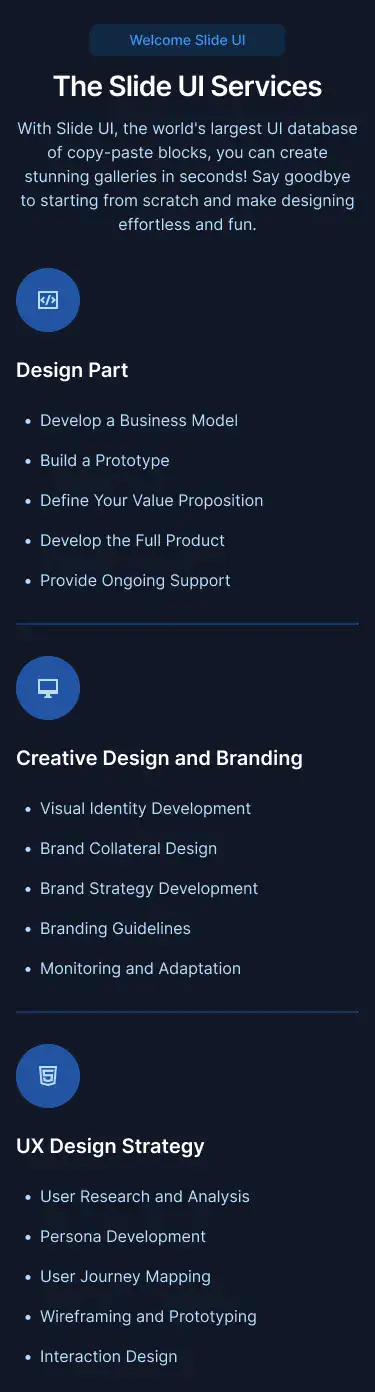 Welcome Slide UI
The Slide UI Services
With Slide UI, the world's largest UI database
of copy-paste blocks, you can create
stunning galleries in seconds! Say goodbye
to starting from scratch and make designing
effortless and fun.
Design Part
• Develop a Business Model
• Build a Prototype
• Define Your Value Proposition
• Develop the Full Product
• Provide Ongoing Support
Creative Design and Branding
• Visual Identity Development
• Brand Collateral Design
• Brand Strategy Development
• Branding Guidelines
• Monitoring and Adaptation
UX Design Strategy
• User Research and Analysis
• Persona Development
• User Journey Mapping
• Wireframing and Prototyping
• Interaction Design